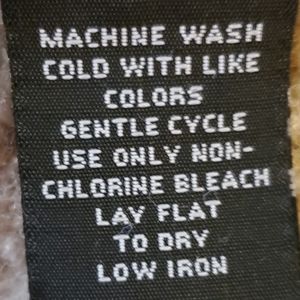 MACHINE WASH
COLD WITH LIKE
COLORS
GENTLE CYCLE
USE ONLY NON-
CHLORINE BLEACH
LAY FLAT
TO DRY
LOW IRON